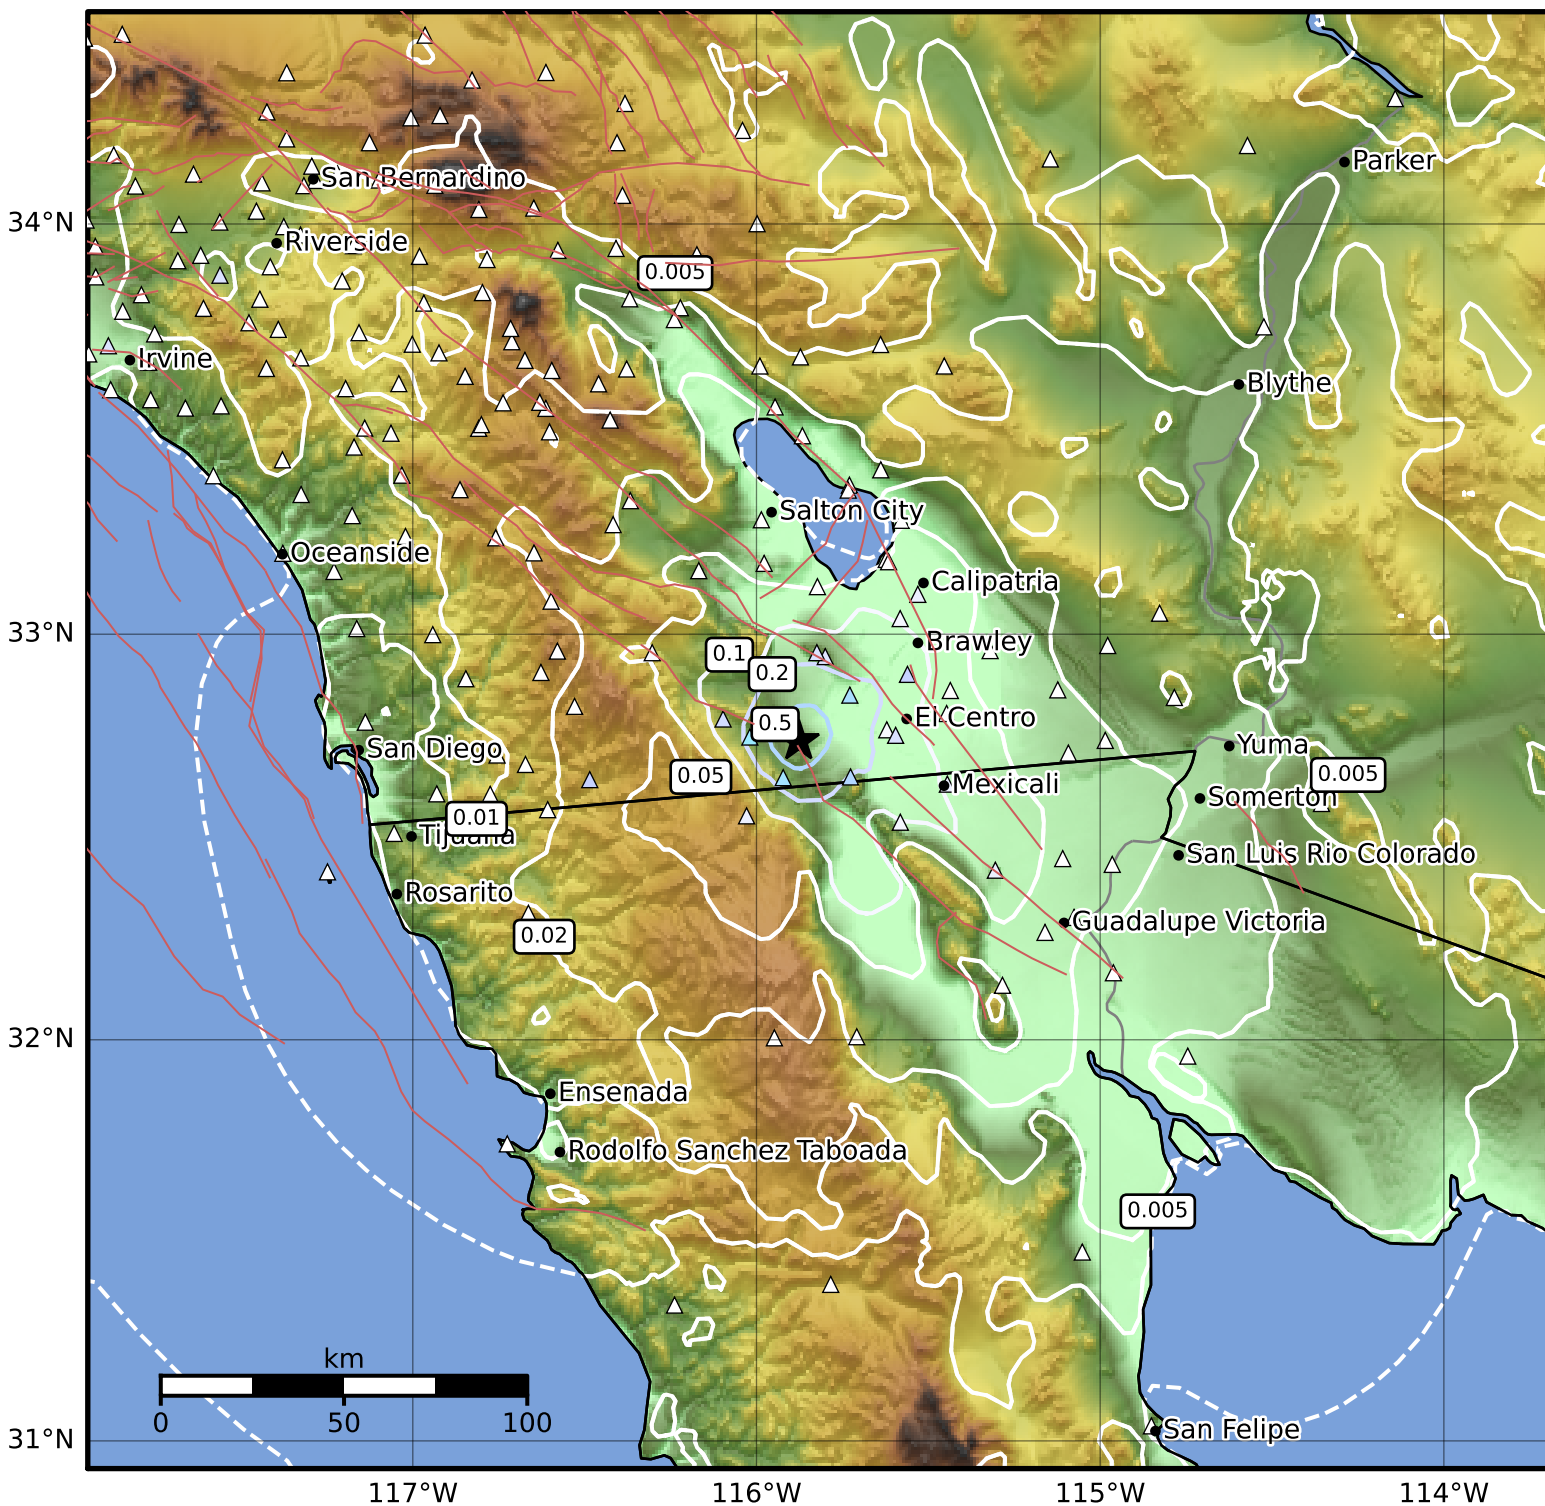 Parker
San Bernardino
34°N
Riverside
0.005
Irvine
Blythe
Salton City
Oceanside
Calipatria
33°N
Brawley
0.1
0.2
El Centro
0.5
San Diego
Yuma
0.05
0.005
Mexicali
Somerton
0.01
Tijuana
San Luis Rio Colorado
Rosarito
Guadalupe Victoria
0.02
32°N
Ensenada
Rodolfo Sanchez Taboada
0.005
km
0 50 100
31°N
San Felipe
117°W 116°W 115°W 114°W